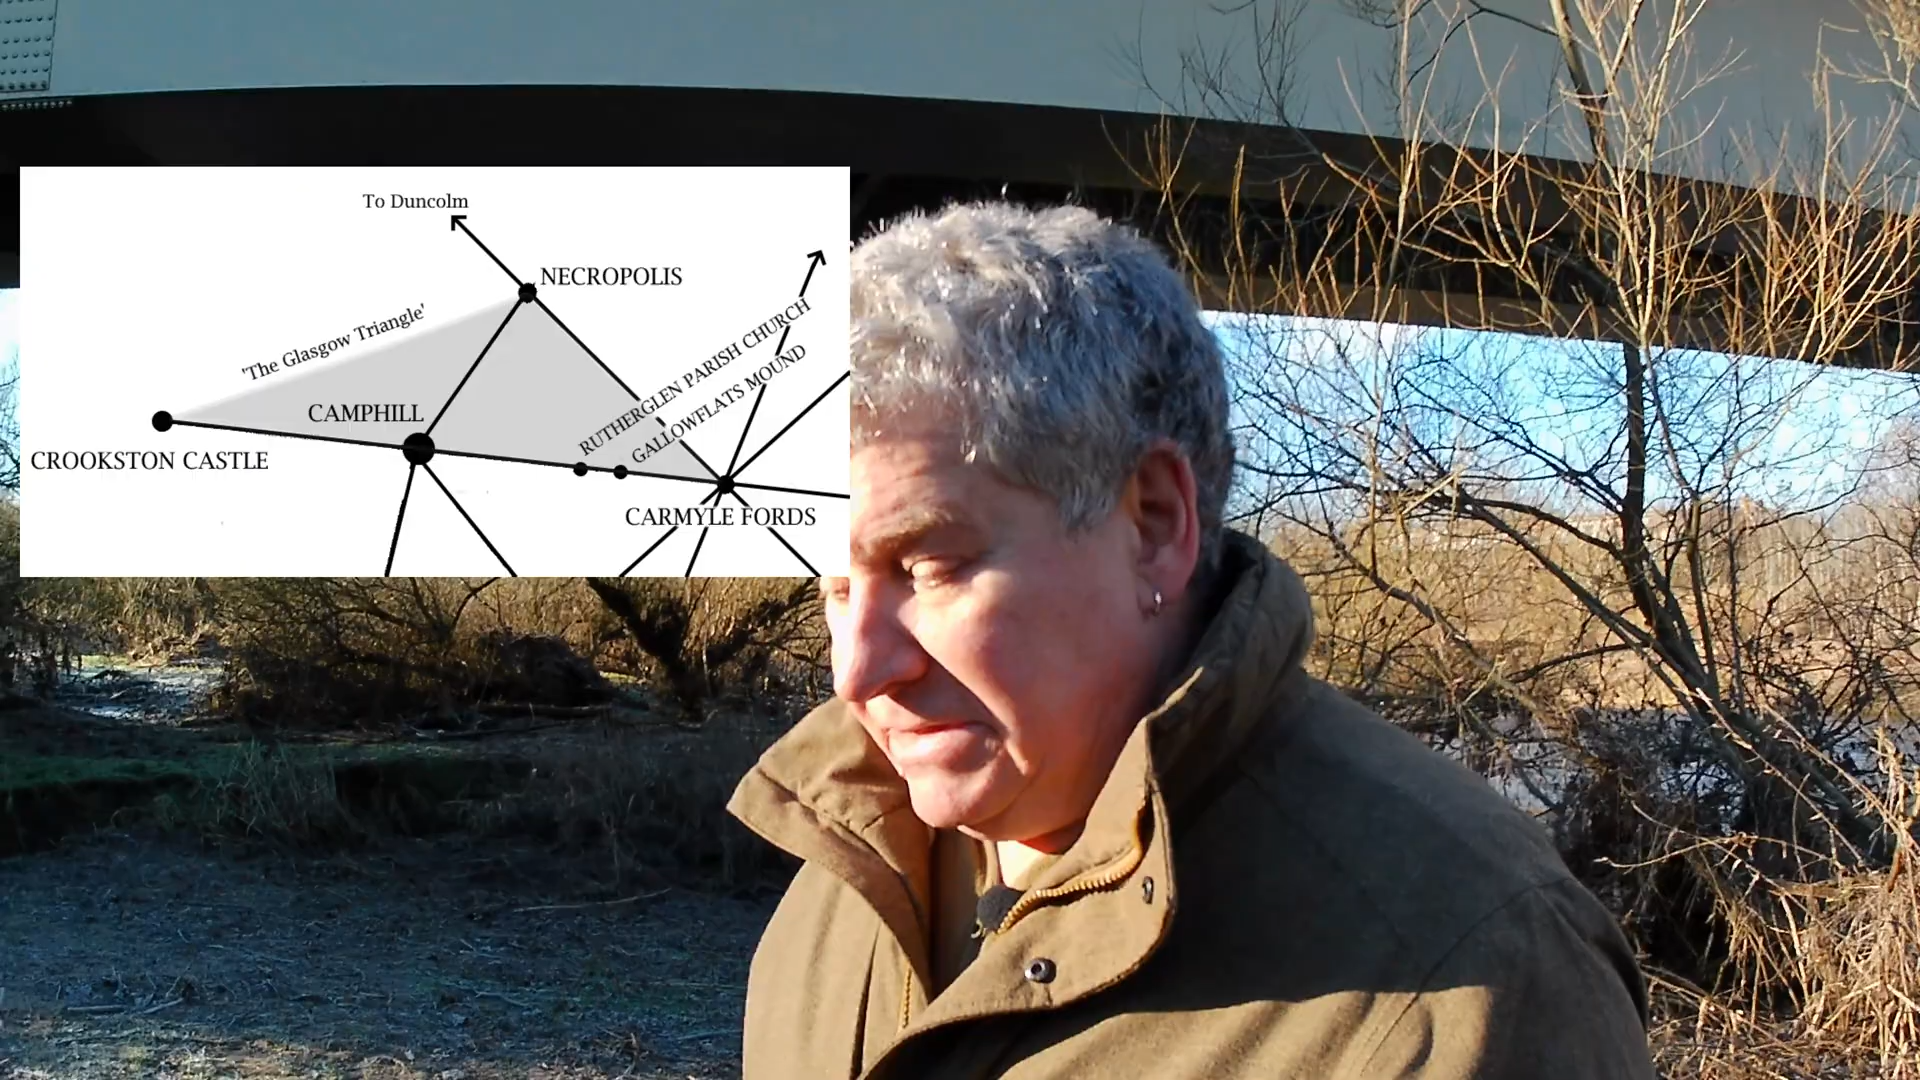 To Duncolm
NECROPOLIS
'The Glasgow Triangle'
RUTHERGLEN PARISH CHURCH
GALLOWFLATS MOUND
CAMPHILL
CROOKSTON CASTLE
CARMYLE FORDS